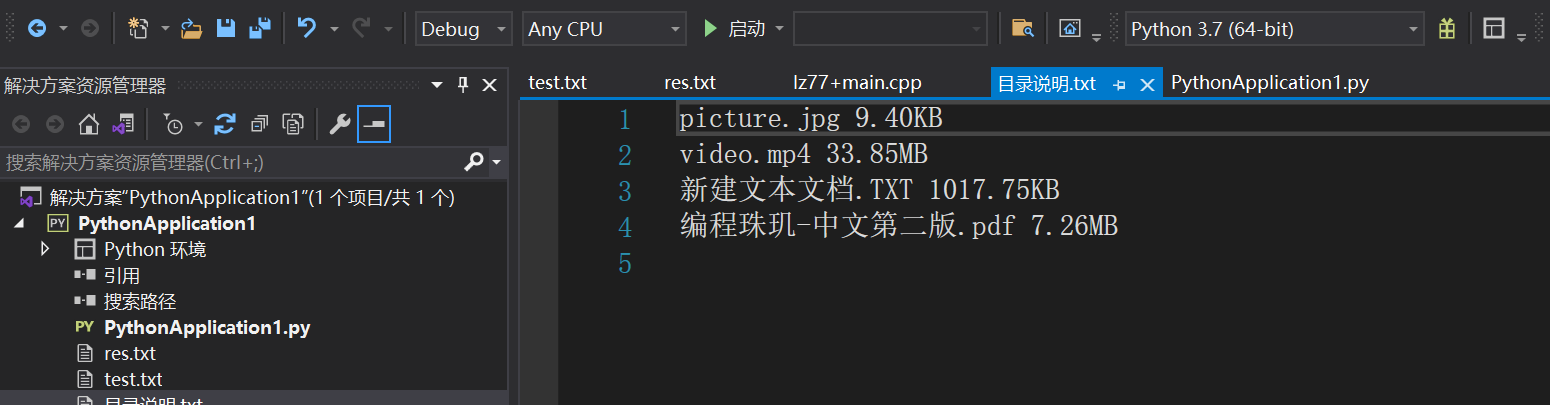 Debug
Any CPU
启动
Python 3.7 (64-bit)
解决方案资源管理器
搜索解决方案资源管理器(Ctrl+;)
解决方案“PythonApplication1”(1 个项目/共 1 个)
PY PythonApplication1
Python 环境
引用
搜索路径
PY PythonApplication1.py
res.txt
test.txt
目录说明.txt
test.txt res.txt lz77+main.cpp 目录说明.txt PythonApplication1.py
1 picture.jpg 9.40KB
2 video.mp4 33.85MB
3 新建文本文档.TXT 1017.75KB
4 编程珠玑-中文第二版.pdf 7.26MB
5